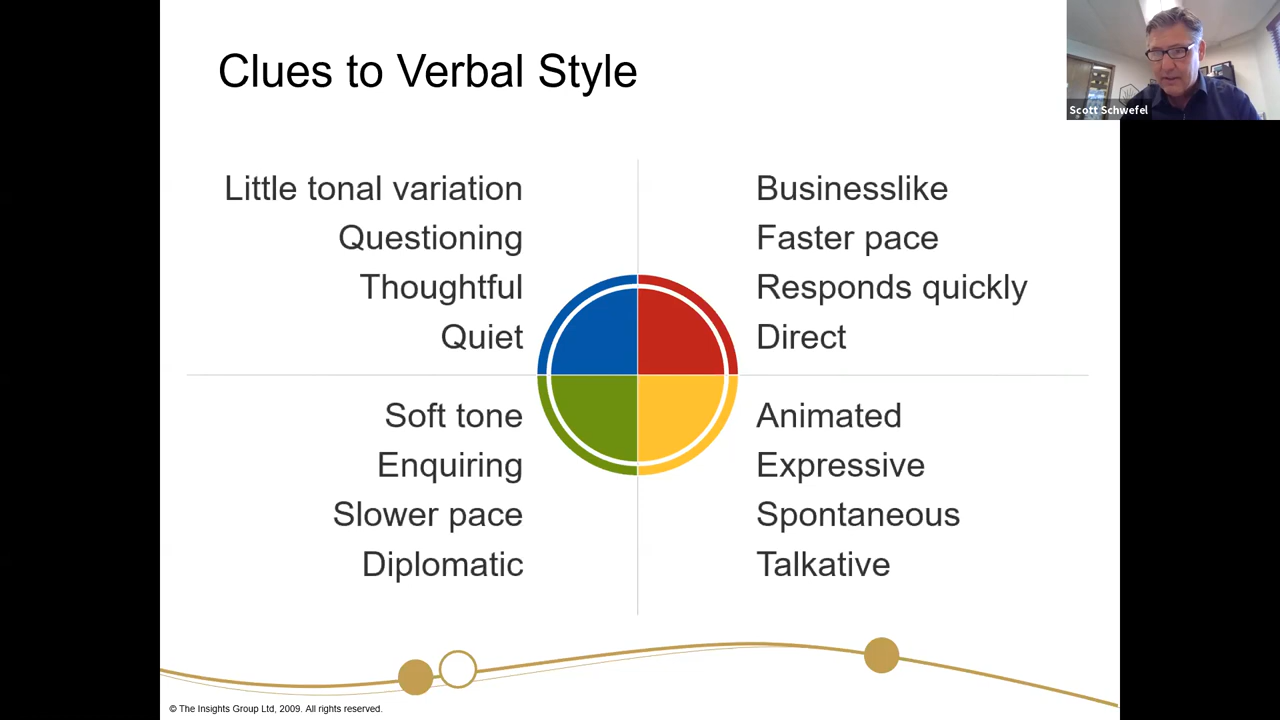 Clues to Verbal Style
Scott Schwefel
Little tonal variation
Questioning
Thoughtful
Quiet
Businesslike
Faster pace
Responds quickly
Direct
Soft tone
Enquiring
Slower pace
Diplomatic
Animated
Expressive
Spontaneous
Talkative
© The Insights Group Ltd, 2009. All rights reserved.